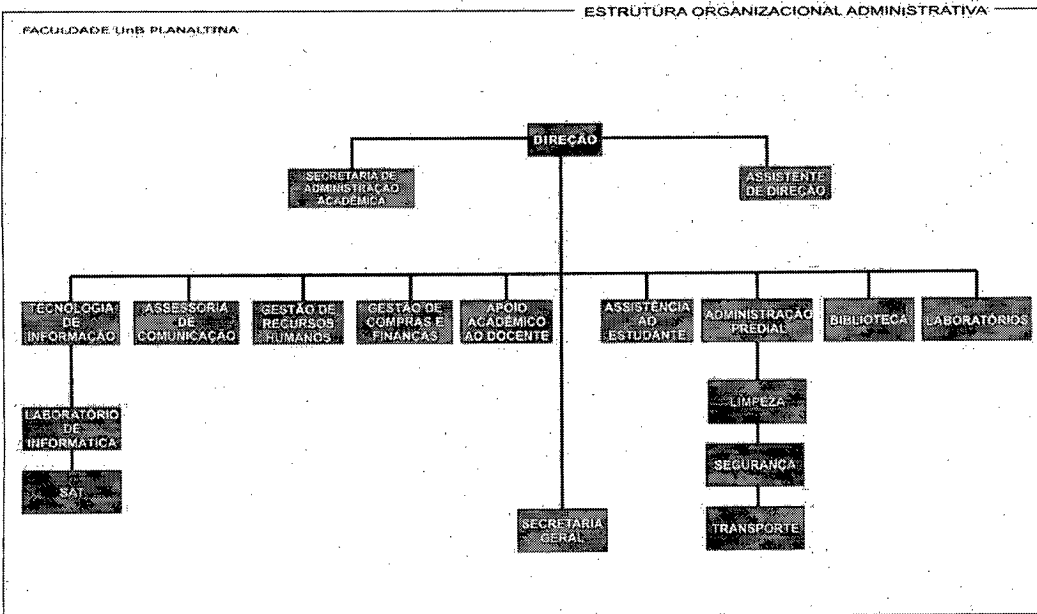 ESTRUTURA ORGANIZACIONAL ADMINISTRATIVA
FACULDADE UnB PLANALTINA
DIREÇÃO
SECRETARIA DE
ADMINISTRAÇÃO
ACADÊMICA
ASSISTENTE
DE DIREÇÃO
TECNOLOGIA
DE
INFORMAÇÃO
ASSESSORIA
DE
COMUNICAÇÃO
GESTÃO DE
RECURSOS
HUMANOS
GESTÃO DE
COMPRAS E
FINANÇAS
APOIO
ACADÊMICO
AO DOCENTE
ASSISTÊNCIA
AO
ESTUDANTE
ADMINISTRAÇÃO
PREDIAL
BIBLIOTECA
LABORATÓRIOS
LABORATÓRIO
DE
INFORMÁTICA
SAT
LIMPEZA
SEGURANÇA
TRANSPORTE
SECRETARIA
GERAL